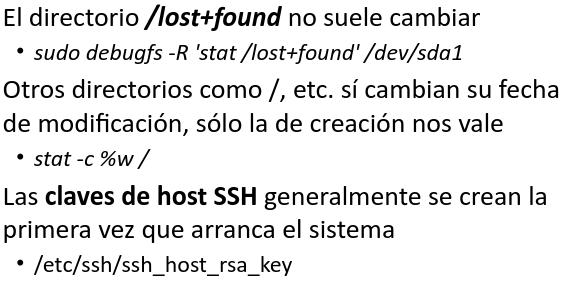 El directorio /lost+found no suele cambiar
• sudo debugfs -R 'stat /lost+found' /dev/sda1
Otros directorios como /, etc. sí cambian su fecha
de modificación, sólo la de creación nos vale
• stat -c %w /
Las claves de host SSH generalmente se crean la
primera vez que arranca el sistema
• /etc/ssh/ssh_host_rsa_key